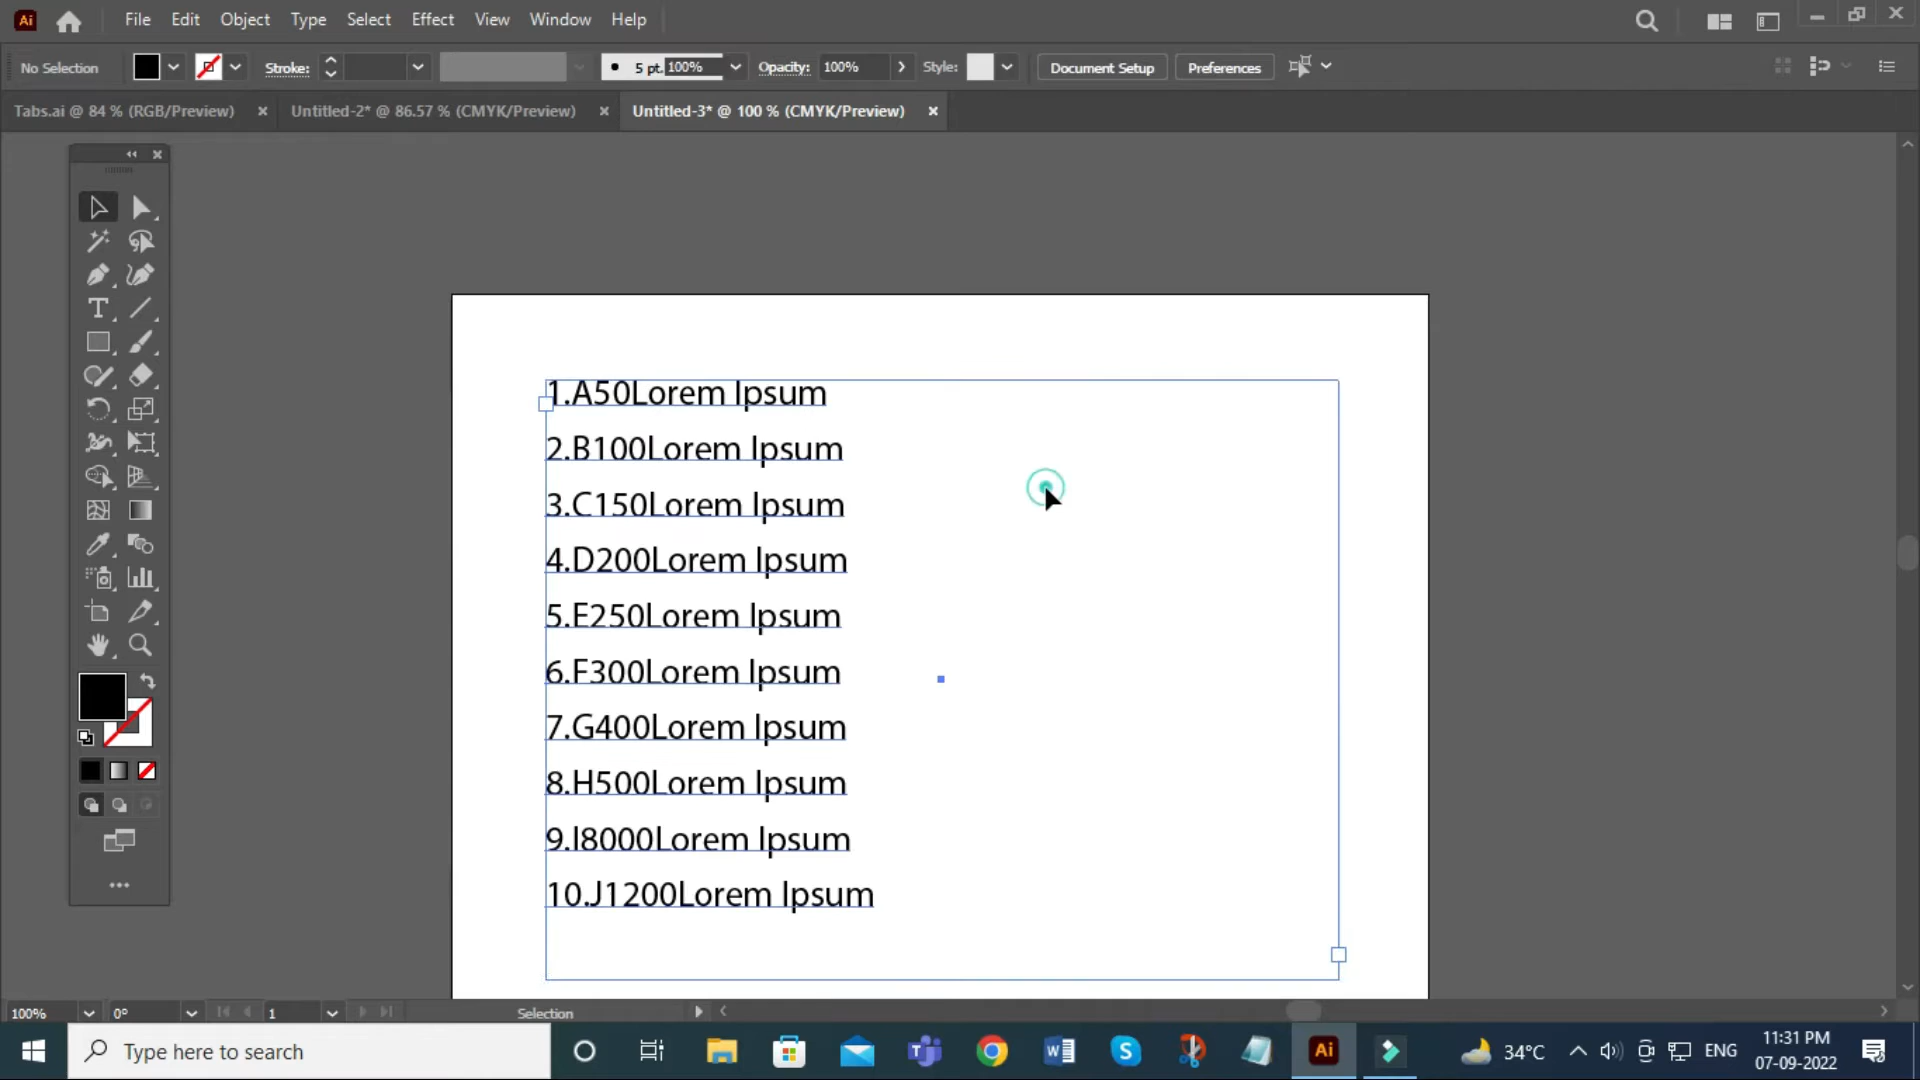 Ai File Edit Object Type Select Effect View Window Help
No Selection Stroke: 5 pt. 100% Opacity: 100% Style: Document Setup Preferences
Tabs.ai @ 84 % (RGB/Preview) × Untitled-2* @ 86.57 % (CMYK/Preview) × Untitled-3* @ 100 % (CMYK/Preview) ×
1.A50Lorem Ipsum
2.B100Lorem Ipsum
3.C150Lorem Ipsum
4.D200Lorem Ipsum
5.E250Lorem Ipsum
6.F300Lorem Ipsum
7.G400Lorem Ipsum
8.H500Lorem Ipsum
9.I8000Lorem Ipsum
10.J1200Lorem Ipsum
100% 0° 1 Selection
Type here to search 34°C ENG 11:31 PM
07-09-2022